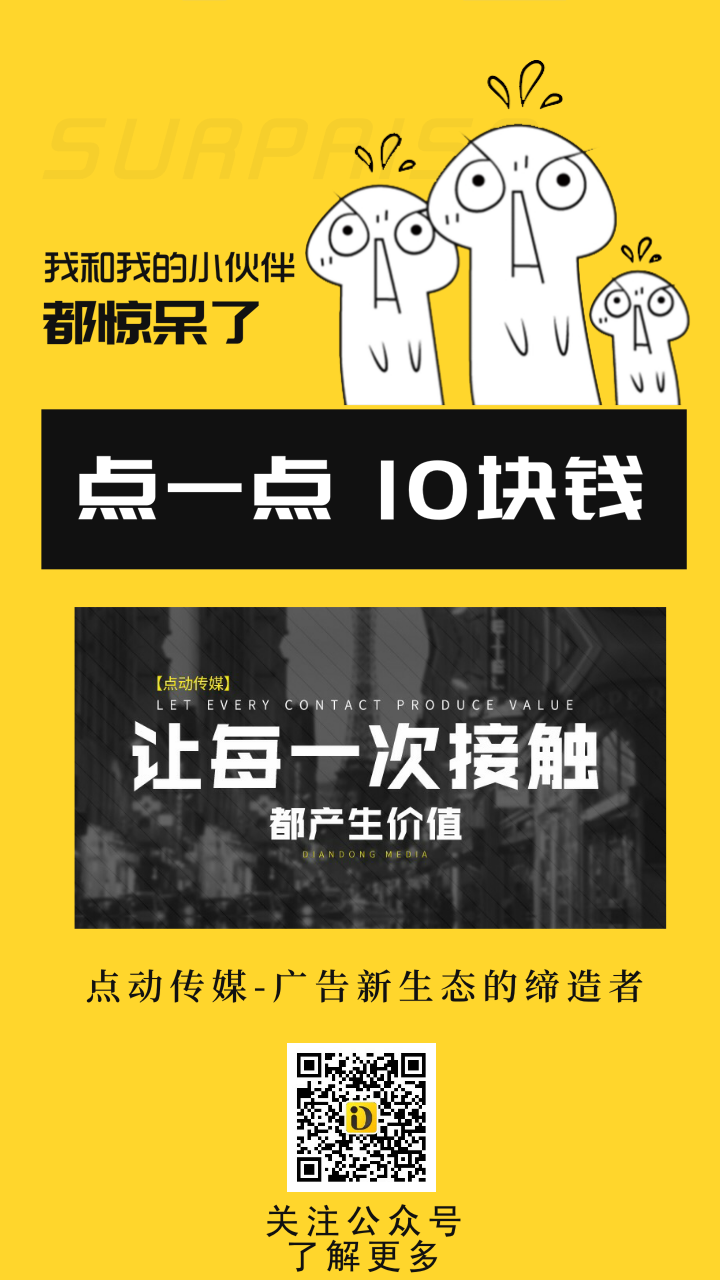 我和我的小伙伴
都惊呆了
点一点 10块钱
【点动传媒】
LET EVERY CONTACT PRODUCE VALUE
让每一次接触
都产生价值
DIANDONG MEDIA
点动传媒-广告新生态的缔造者
关注公众号
了解更多